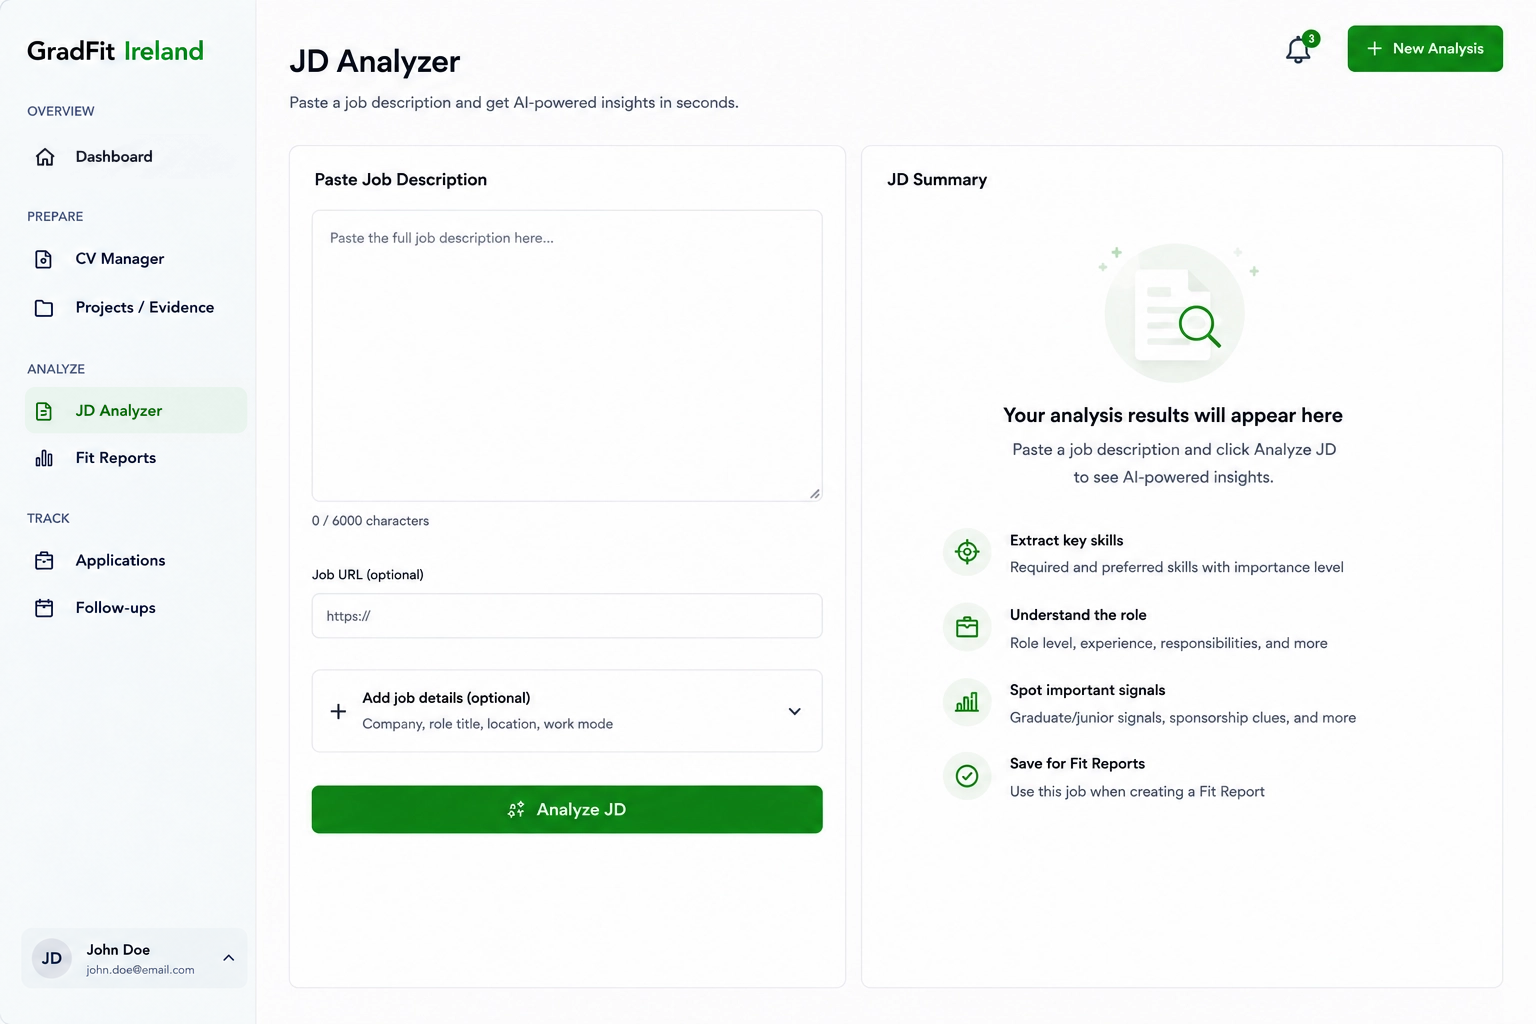 GradFit Ireland
OVERVIEW
Dashboard
PREPARE
CV Manager
Projects / Evidence
ANALYZE
JD Analyzer
Fit Reports
TRACK
Applications
Follow-ups
JD
John Doe
john.doe@email.com
JD Analyzer
Paste a job description and get AI-powered insights in seconds.
3
New Analysis
Paste Job Description
Paste the full job description here...
0 / 6000 characters
Job URL (optional)
https://
Add job details (optional)
Company, role title, location, work mode
Analyze JD
JD Summary
Your analysis results will appear here
Paste a job description and click Analyze JD
to see AI-powered insights.
Extract key skills
Required and preferred skills with importance level
Understand the role
Role level, experience, responsibilities, and more
Spot important signals
Graduate/junior signals, sponsorship clues, and more
Save for Fit Reports
Use this job when creating a Fit Report